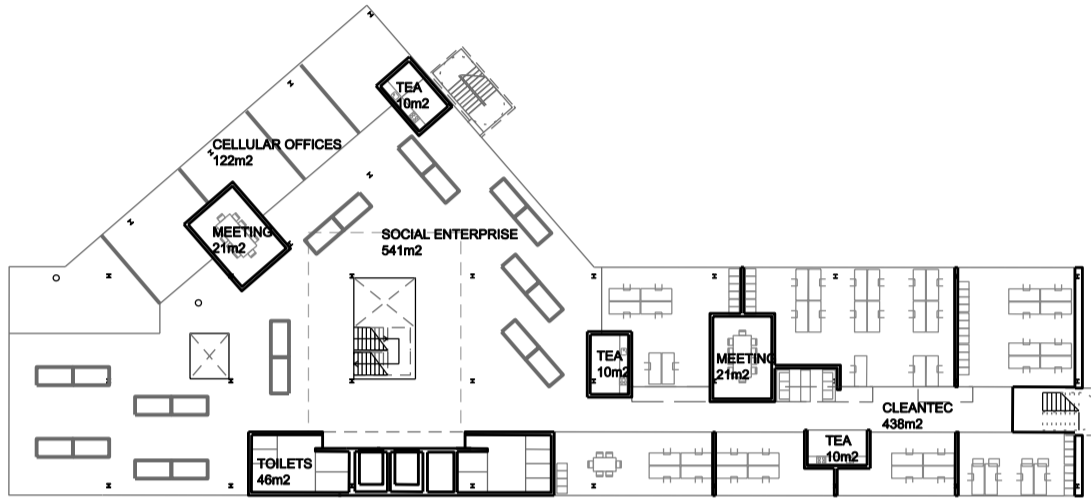 TEA
10m2
CELLULAR OFFICES
122m2
MEETING
21m2
SOCIAL ENTERPRISE
541m2
TEA
10m2
MEETING
21m2
CLEANTEC
438m2
TEA
10m2
TOILETS
46m2